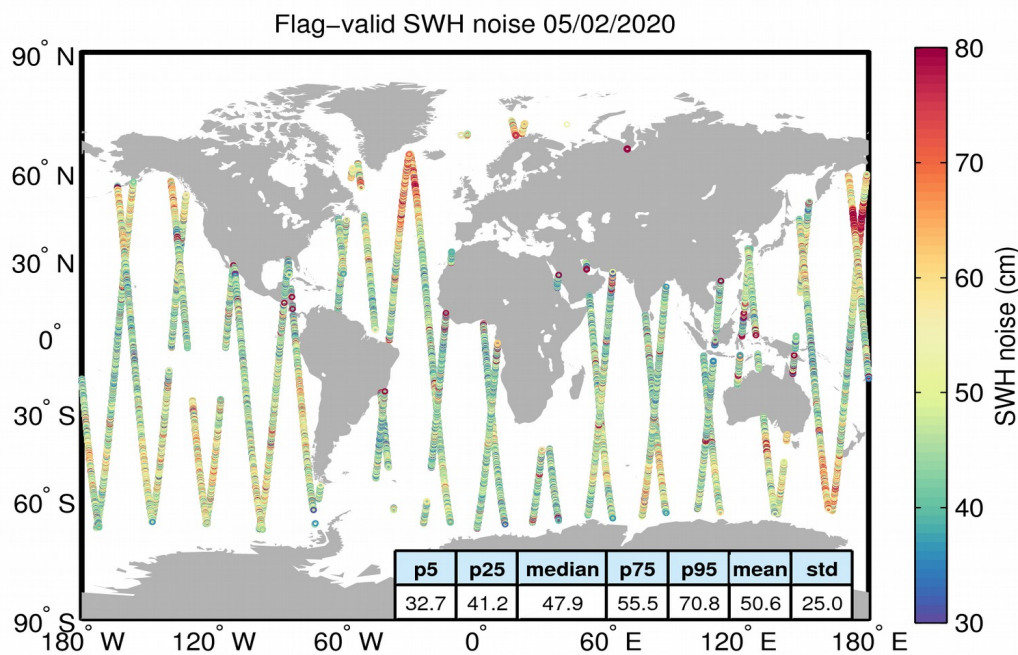 Flag−valid SWH noise 05/02/2020
90° N
60° N
30° N
0°
30° S
60° S
90° S
180° W
120° W
60° W
0°
60° E
120° E
180° E
80
70
60
50
40
30
SWH noise (cm)
p5 p25 median p75 p95 mean std
32.7 41.2 47.9 55.5 70.8 50.6 25.0